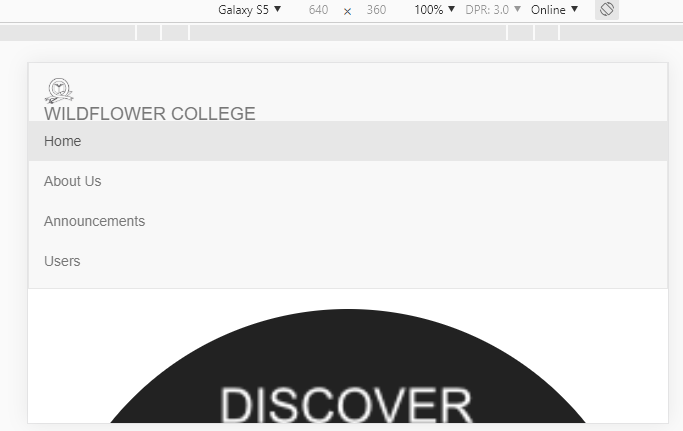 Galaxy S5 ▼ 640 × 360 100% ▼ DPR: 3.0 ▼ Online ▼
WILDFLOWER COLLEGE
Home
About Us
Announcements
Users
DISCOVER